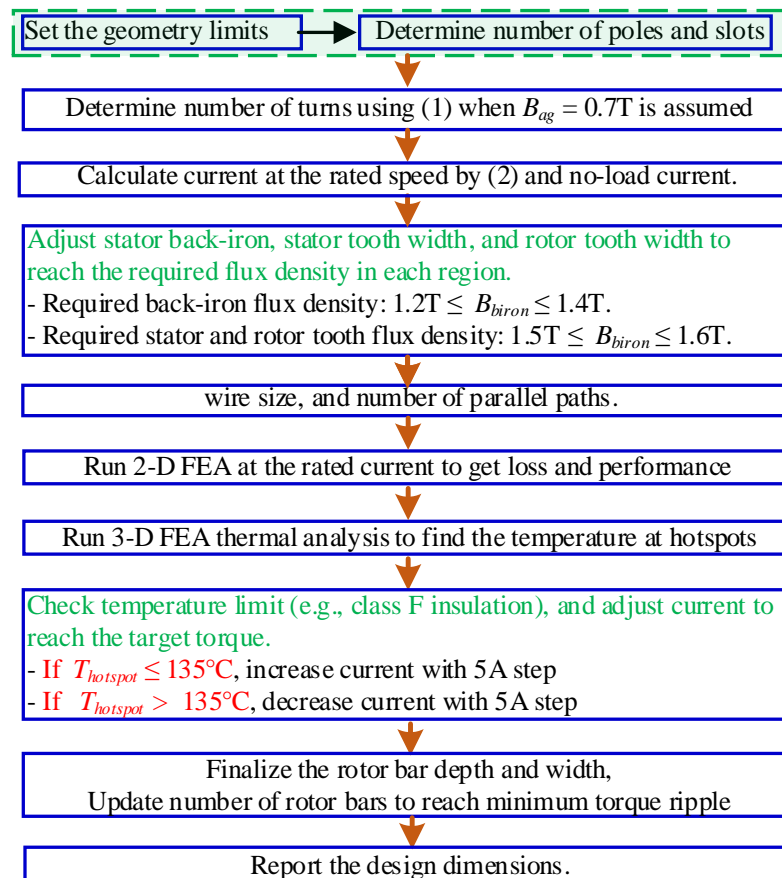 Set the geometry limits
Determine number of poles and slots
Determine number of turns using (1) when B_ag = 0.7T is assumed
Calculate current at the rated speed by (2) and no-load current.
Adjust stator back-iron, stator tooth width, and rotor tooth width to
reach the required flux density in each region.
- Required back-iron flux density: 1.2T ≤ B_biron ≤ 1.4T.
- Required stator and rotor tooth flux density: 1.5T ≤ B_biron ≤ 1.6T.
wire size, and number of parallel paths.
Run 2-D FEA at the rated current to get loss and performance
Run 3-D FEA thermal analysis to find the temperature at hotspots
Check temperature limit (e.g., class F insulation), and adjust current to
reach the target torque.
- If T_hotspot ≤ 135°C, increase current with 5A step
- If T_hotspot > 135°C, decrease current with 5A step
Finalize the rotor bar depth and width,
Update number of rotor bars to reach minimum torque ripple
Report the design dimensions.